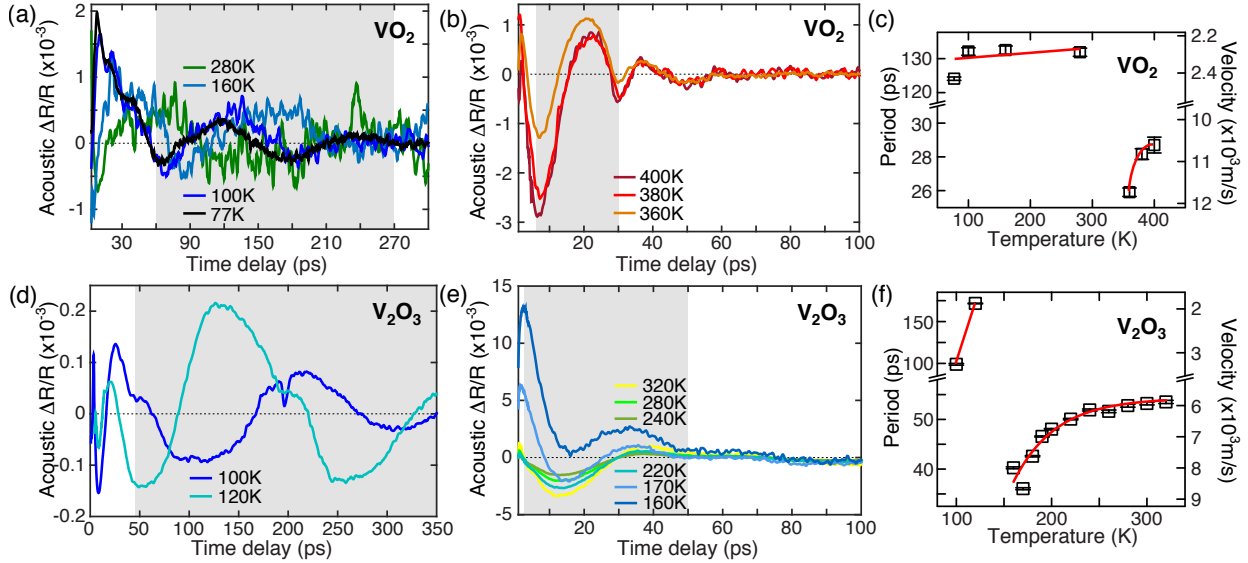 (a)
VO₂
Acoustic ΔR/R (x10⁻³)
2
1
0
-1
280K
160K
100K
77K
30 90 150 210 270
Time delay (ps)
(b)
VO₂
Acoustic ΔR/R (x10⁻³)
2
1
0
-1
-2
-3
400K
380K
360K
20 40 60 80 100
Time delay (ps)
(c)
VO₂
Period (ps)
130
120
28
26
2.2
2.4
10
11
12
Velocity (x10³m/s)
100 200 300 400
Temperature (K)
(d)
V₂O₃
Acoustic ΔR/R (x10⁻³)
0.2
0.1
0
-0.1
-0.2
100K
120K
0 50 100 150 200 250 300 350
Time delay (ps)
(e)
V₂O₃
Acoustic ΔR/R (x10⁻³)
15
10
5
0
-5
320K
280K
240K
220K
170K
160K
20 40 60 80 100
Time delay (ps)
(f)
V₂O₃
Period (ps)
150
100
50
40
2
3
6
7
8
9
Velocity (x10³m/s)
100 200 300
Temperature (K)